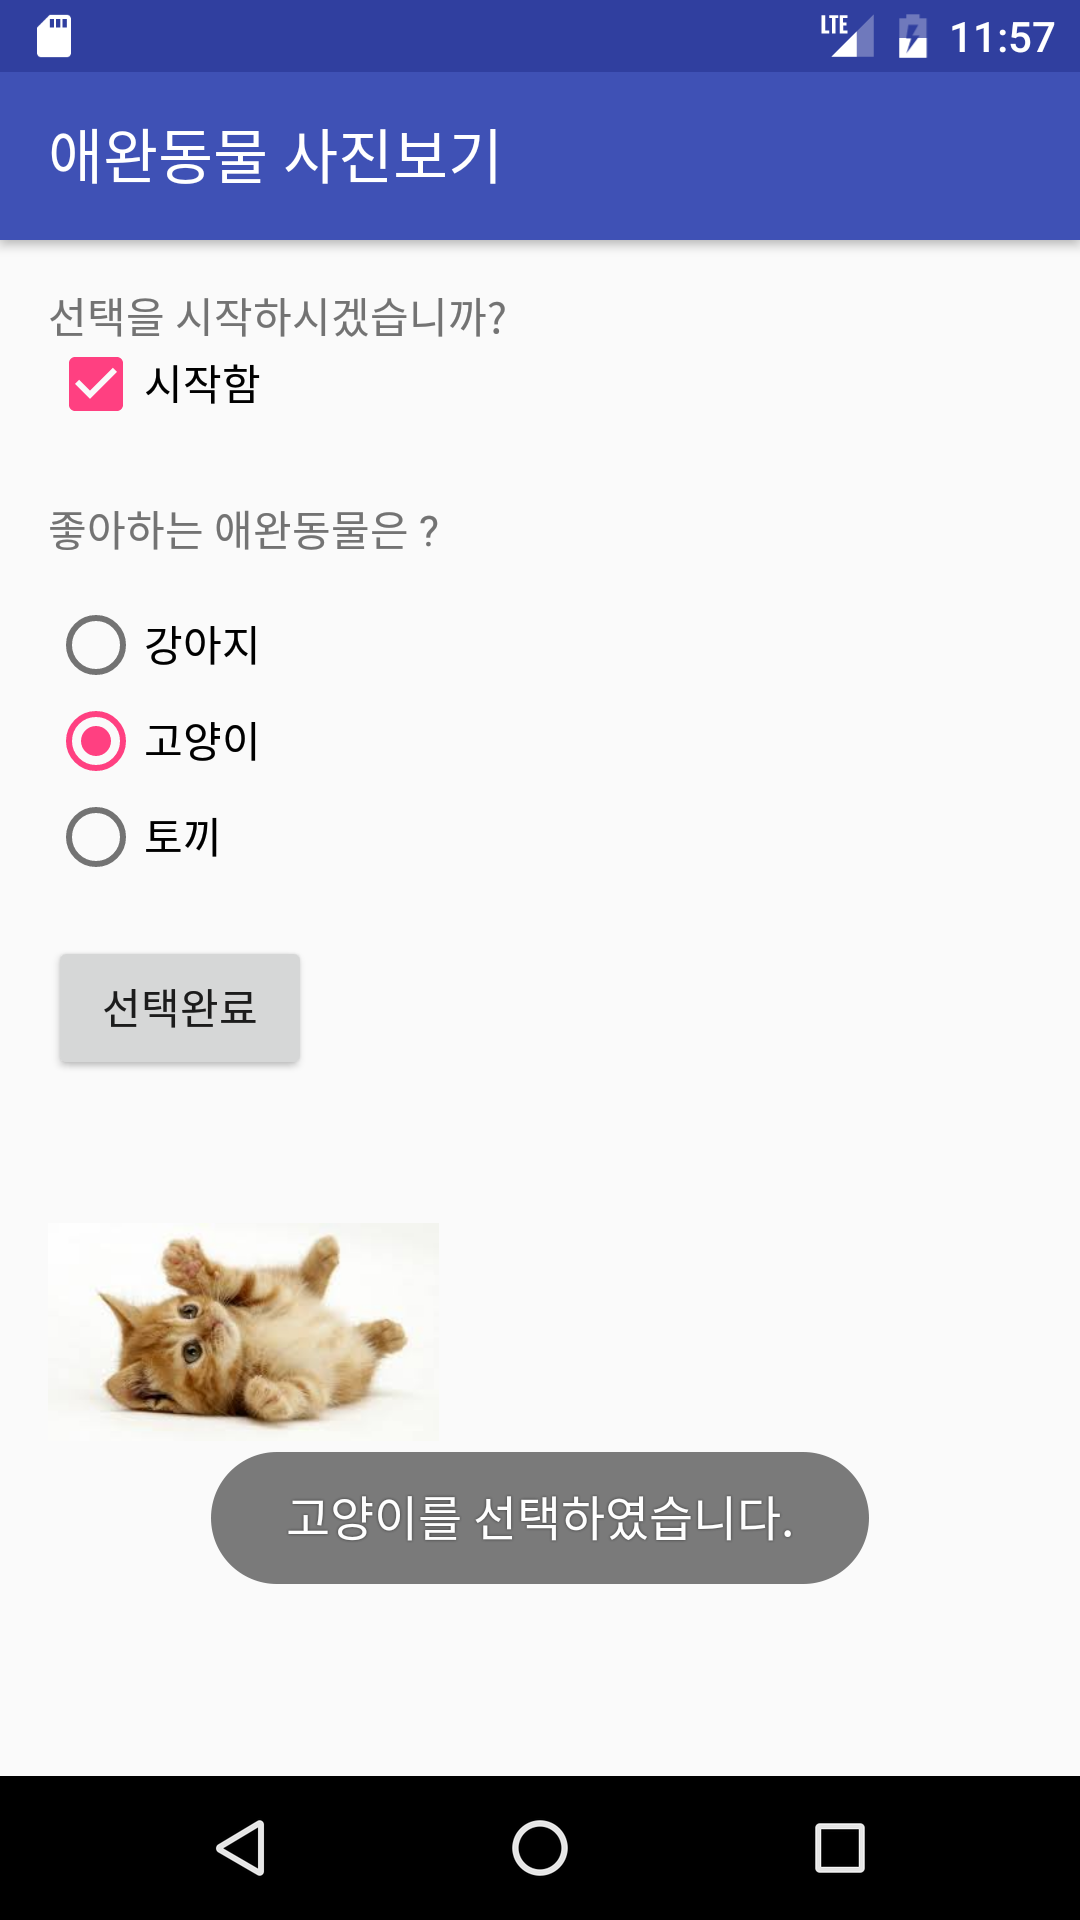 LTE 11:57
애완동물 사진보기
선택을 시작하시겠습니까?
시작함
좋아하는 애완동물은 ?
강아지
고양이
토끼
선택완료
고양이를 선택하였습니다.